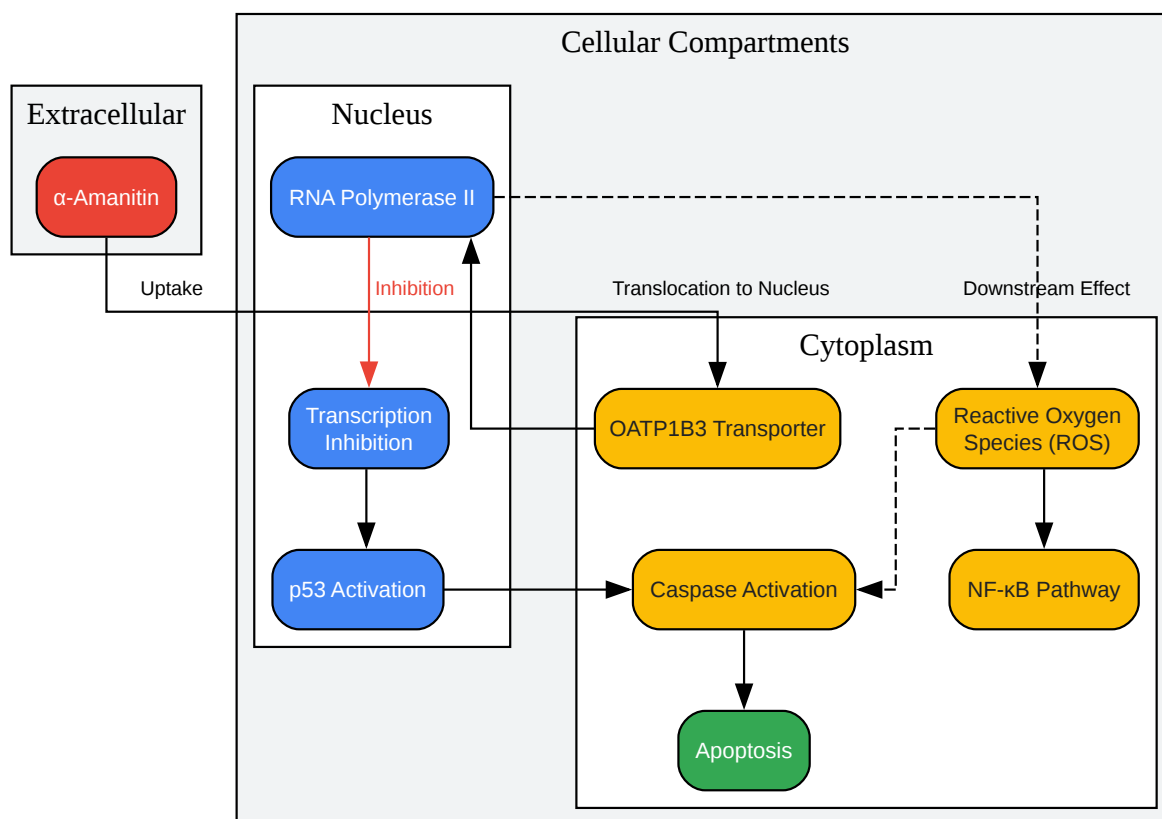 Cellular Compartments
Extracellular
Nucleus
α-Amanitin
RNA Polymerase II
Uptake
Inhibition
Translocation to Nucleus
Downstream Effect
Cytoplasm
Transcription
Inhibition
OATP1B3 Transporter
Reactive Oxygen
Species (ROS)
p53 Activation
Caspase Activation
NF-κB Pathway
Apoptosis